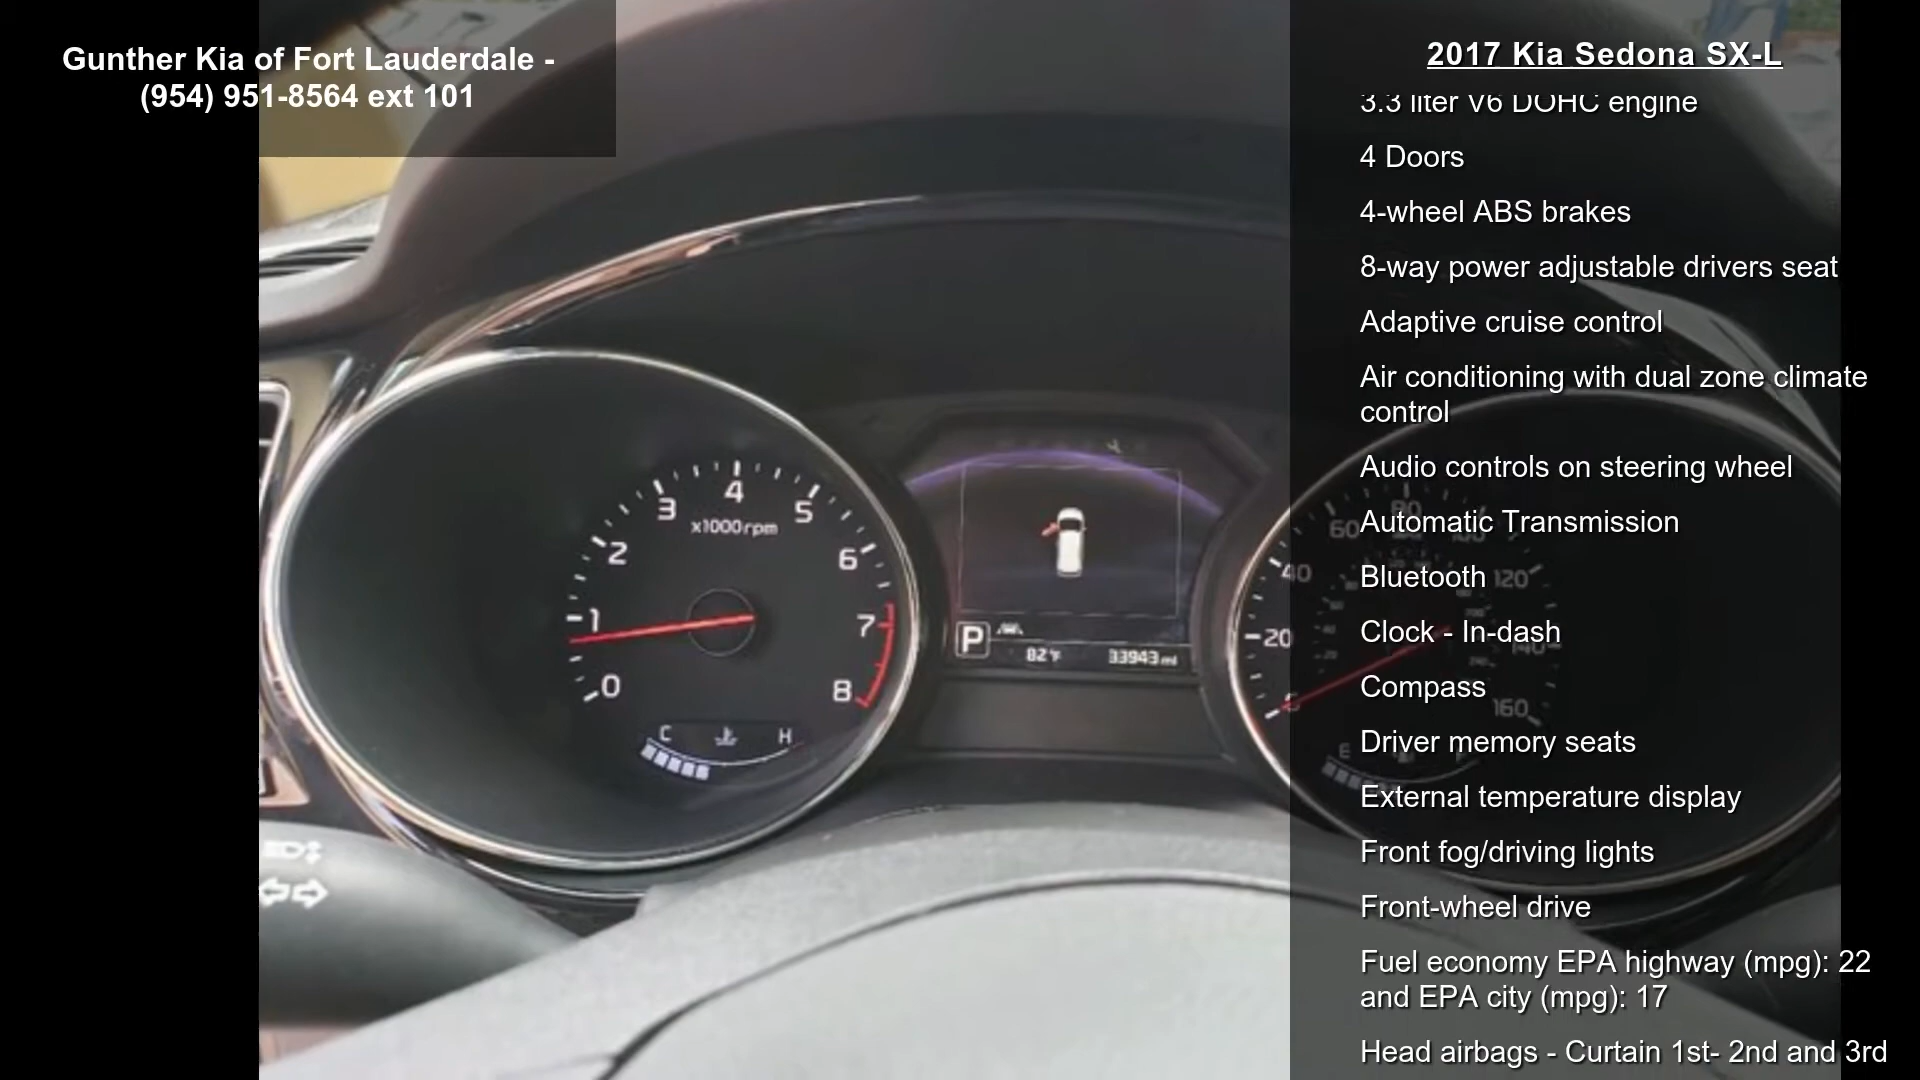 Gunther Kia of Fort Lauderdale -
(954) 951-8564 ext 101
2017 Kia Sedona SX-L
3.3 liter V6 DOHC engine
4 Doors
4-wheel ABS brakes
8-way power adjustable drivers seat
Adaptive cruise control
Air conditioning with dual zone climate
control
Audio controls on steering wheel
Automatic Transmission
Bluetooth
Clock - In-dash
Compass
Driver memory seats
External temperature display
Front fog/driving lights
Front-wheel drive
Fuel economy EPA highway (mpg): 22
and EPA city (mpg): 17
Head airbags - Curtain 1st- 2nd and 3rd
0
1
2
3
4
5
6
7
8
x1000rpm
C H
P
82°F 33943 mi
20
40
60
80
120
140
160
E